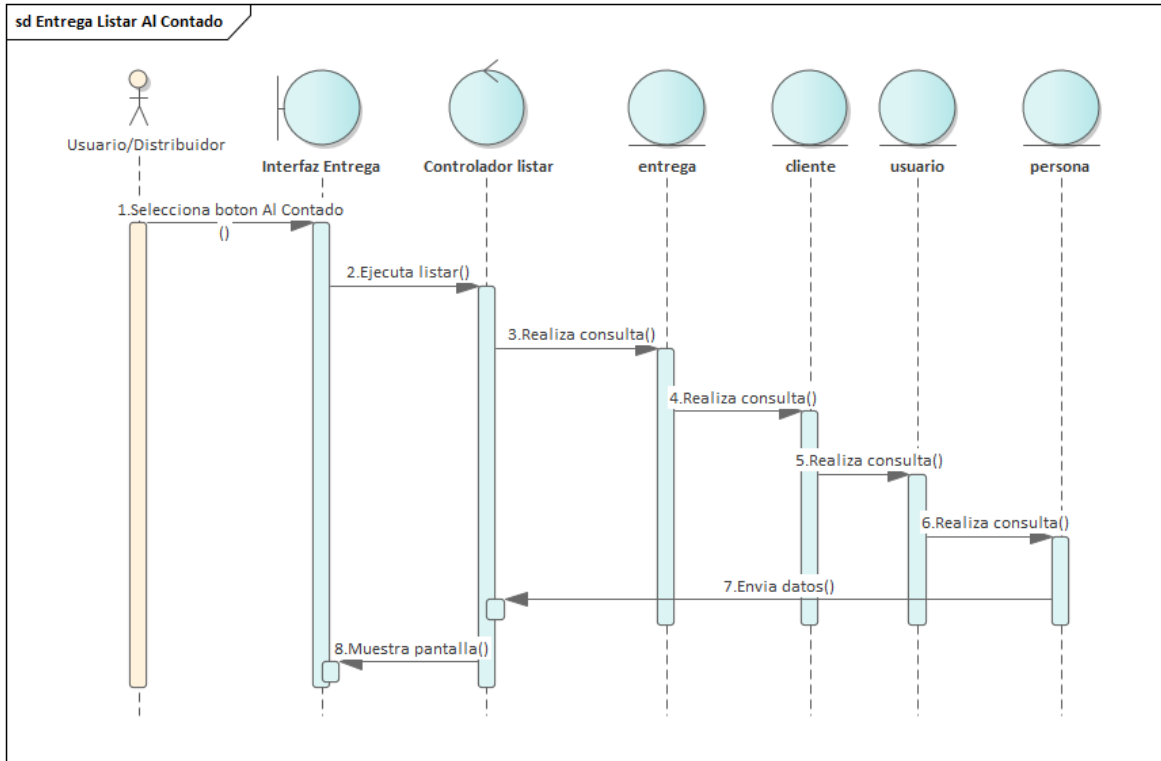 sd Entrega Listar Al Contado
Usuario/Distribuidor
Interfaz Entrega
Controlador listar
entrega
cliente
usuario
persona
1.Selecciona boton Al Contado
()
2.Ejecuta listar()
3.Realiza consulta()
4.Realiza consulta()
5.Realiza consulta()
6.Realiza consulta()
7.Envia datos()
8.Muestra pantalla()